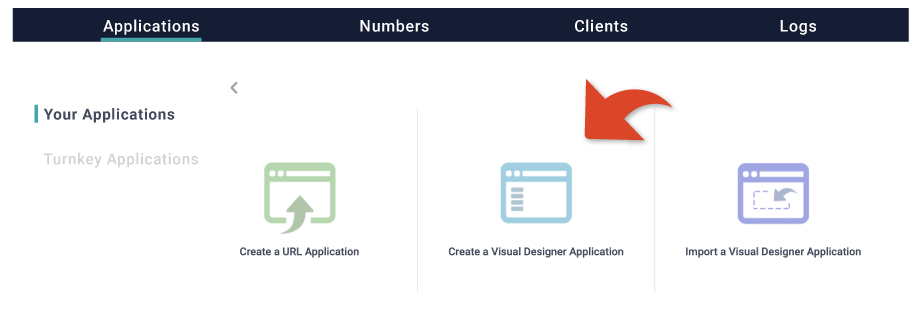 Applications Numbers Clients Logs
Your Applications
Turnkey Applications
Create a URL Application
Create a Visual Designer Application
Import a Visual Designer Application